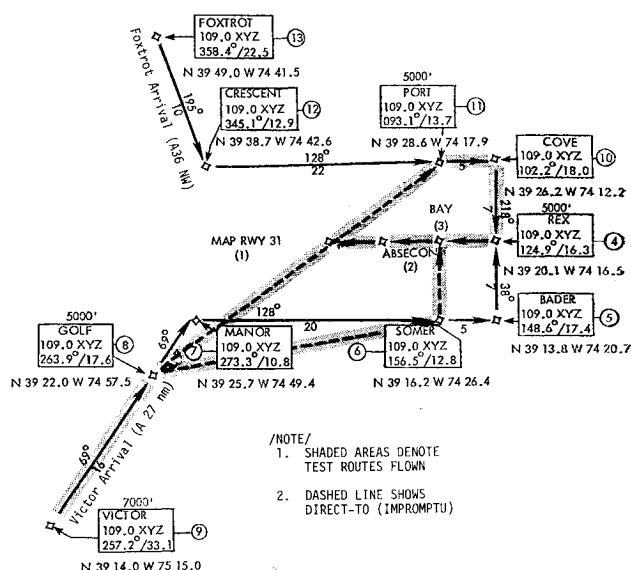 FOXTROT
109.0 XYZ
358.4°/22.5
13
N 39 49.0 W 74 41.5
Foxtrot Arrival (A36 NW)
195°
10
CRESCENT
109.0 XYZ
345.1°/12.9
12
N 39 38.7 W 74 42.6
128°
22
5000'
PORT
109.0 XYZ
093.1°/13.7
11
N 39 28.6 W 74 17.9
5
COVE
109.0 XYZ
102.2°/18.0
10
N 39 26.2 W 74 12.2
218°
7
5000'
REX
109.0 XYZ
124.9°/16.3
4
N 39 20.1 W 74 16.5
BAY
(3)
MAP RWY 31
(1)
ABSECON
(2)
38°
7
BADER
109.0 XYZ
148.6°/17.4
5
N 39 13.8 W 74 20.7
128°
20
5
5000'
GOLF
109.0 XYZ
263.9°/17.6
8
N 39 22.0 W 74 57.5
69°
7
MANOR
109.0 XYZ
273.3°/10.8
N 39 25.7 W 74 49.4
6
SOMER
109.0 XYZ
156.5°/12.8
N 39 16.2 W 74 26.4
Victor Arrival (A 27 nm)
69°
16
7000'
VICTOR
109.0 XYZ
257.2°/33.1
9
N 39 14.0 W 75 15.0
/NOTE/
1. SHADED AREAS DENOTE
TEST ROUTES FLOWN
2. DASHED LINE SHOWS
DIRECT-TO (IMPROMPTU)